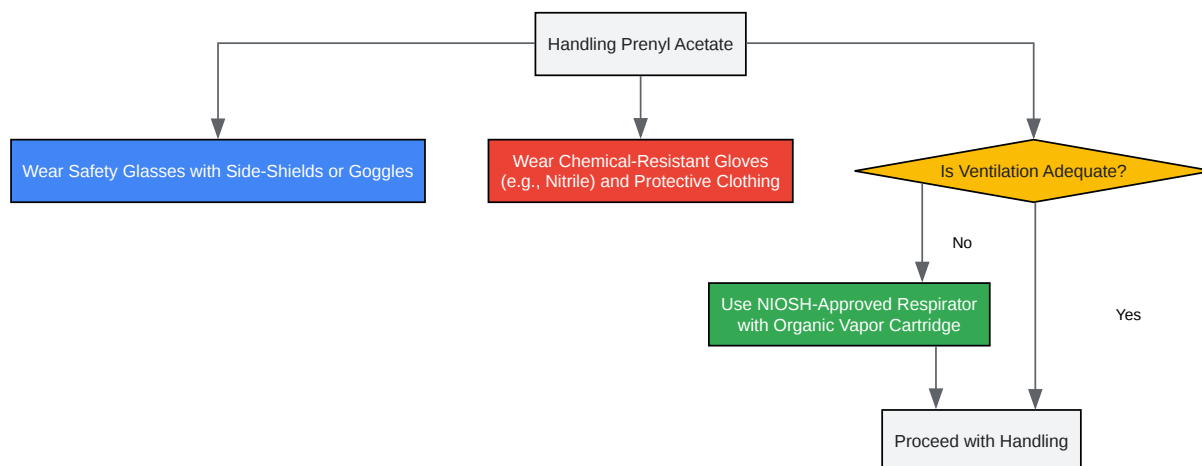 Handling Prenyl Acetate
Wear Safety Glasses with Side-Shields or Goggles
Wear Chemical-Resistant Gloves
(e.g., Nitrile) and Protective Clothing
Is Ventilation Adequate?
No
Use NIOSH-Approved Respirator
with Organic Vapor Cartridge
Yes
Proceed with Handling